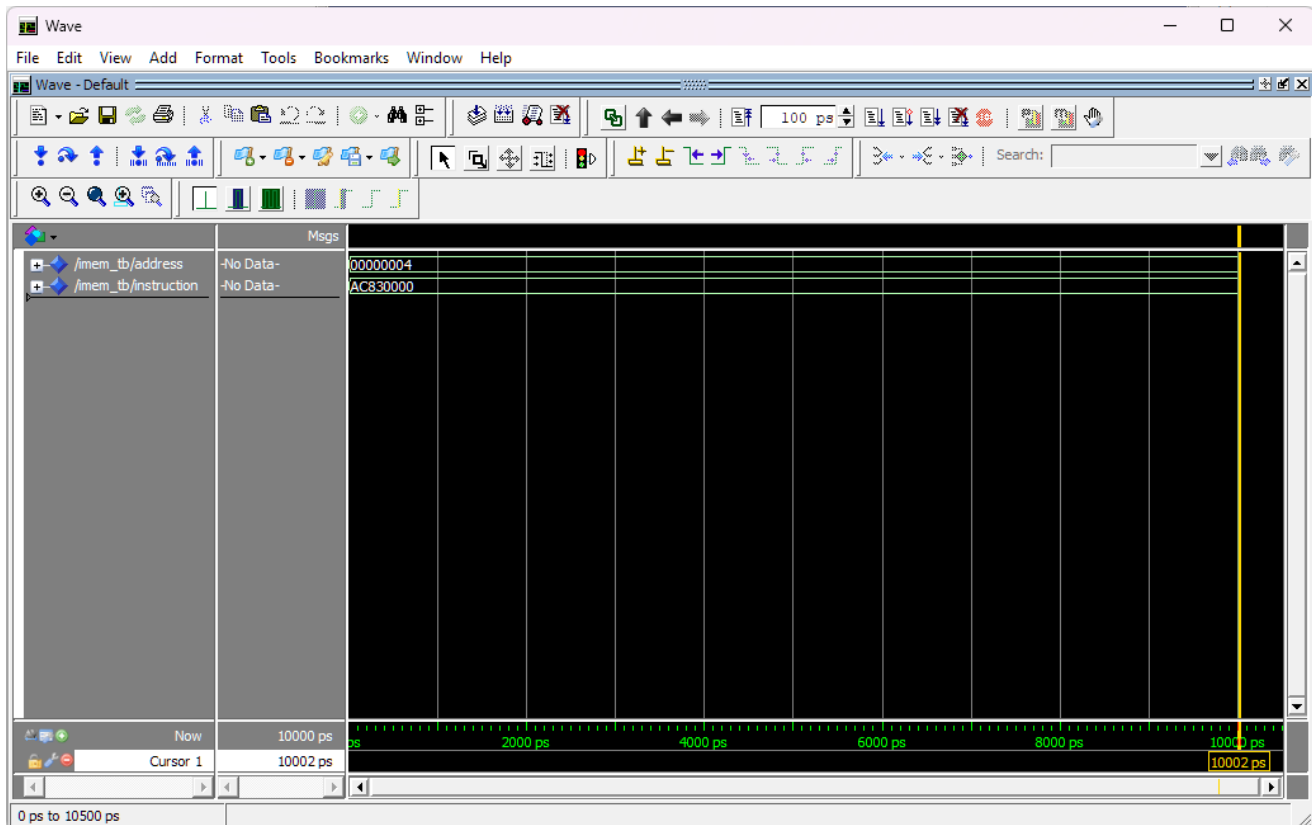 Wave
File Edit View Add Format Tools Bookmarks Window Help
Wave - Default
100 ps
Search:
Msgs
/imem_tb/address -No Data- 00000004
/imem_tb/instruction -No Data- AC830000
Now 10000 ps
ps 2000 ps 4000 ps 6000 ps 8000 ps 10000 ps
Cursor 1 10002 ps 10002 ps
0 ps to 10500 ps